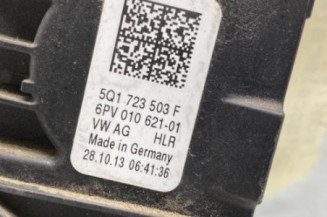 5Q1 723 503 F
6PV 010 621-01
VW AG HLR
Made in Germany
28.10.13 06:41:36